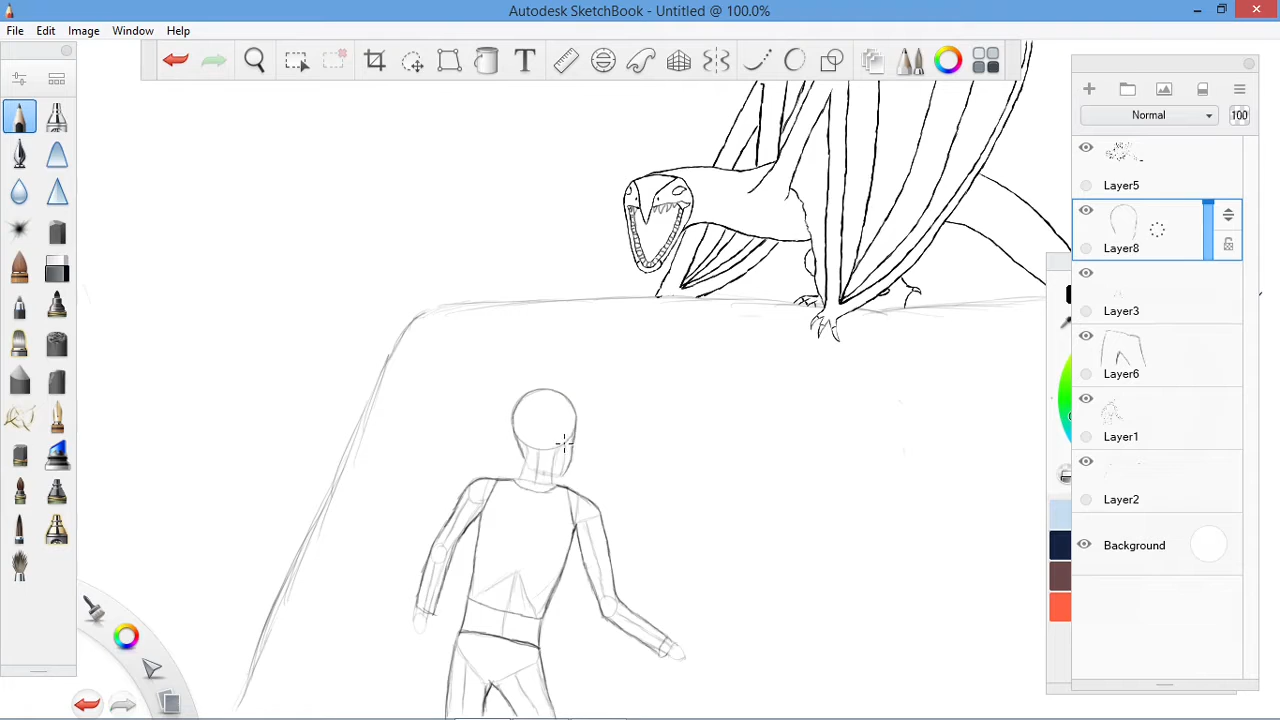 Autodesk SketchBook - Untitled @ 100.0%
File Edit Image Window Help
T
Normal 100
Layer5
Layer8
Layer3
Layer6
Layer1
Layer2
Background